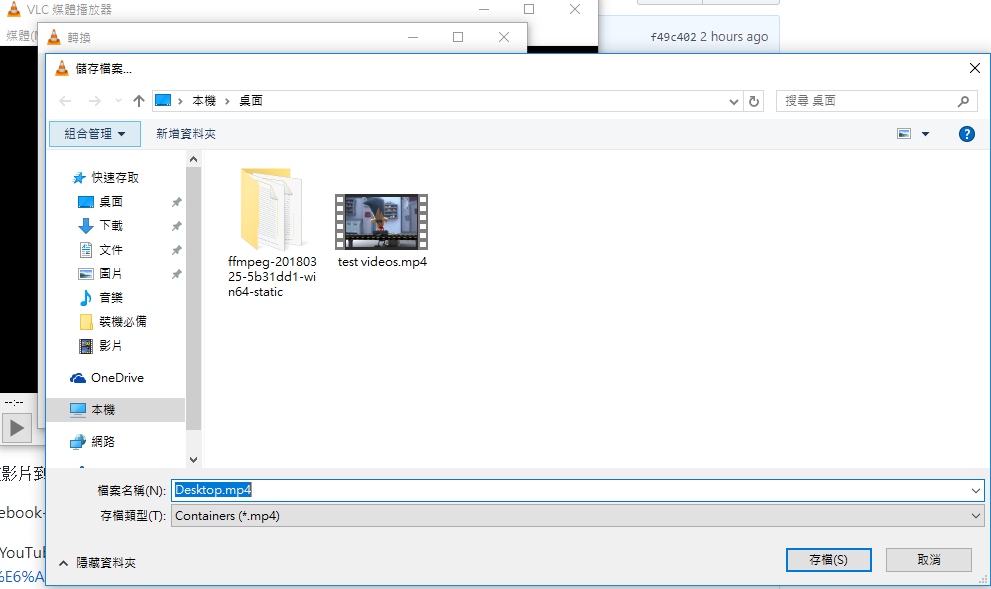 VLC 媒體播放器
媒體(M
轉換
f49c402 2 hours ago
儲存檔案...
本機 › 桌面
搜尋 桌面
組合管理
新增資料夾
快速存取
桌面
下載
文件
圖片
音樂
裝機必備
影片
OneDrive
本機
網路
ffmpeg-20180
325-5b31dd1-wi
n64-static
test videos.mp4
--:--
影片到
ebook-
YouTub
%E6%A
檔案名稱(N):
Desktop.mp4
存檔類型(T):
Containers (*.mp4)
隱藏資料夾
存檔(S)
取消